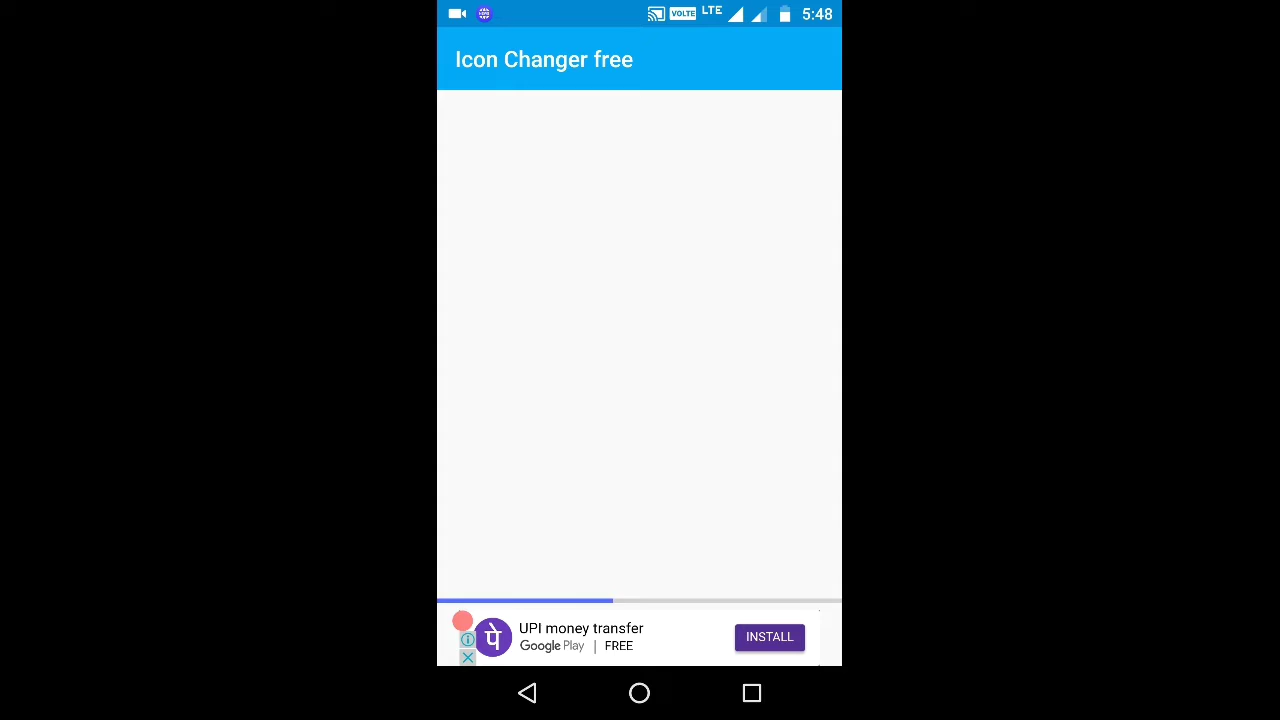 VOLTE LTE 5:48
Icon Changer free
पे UPI money transfer
Google Play | FREE
INSTALL